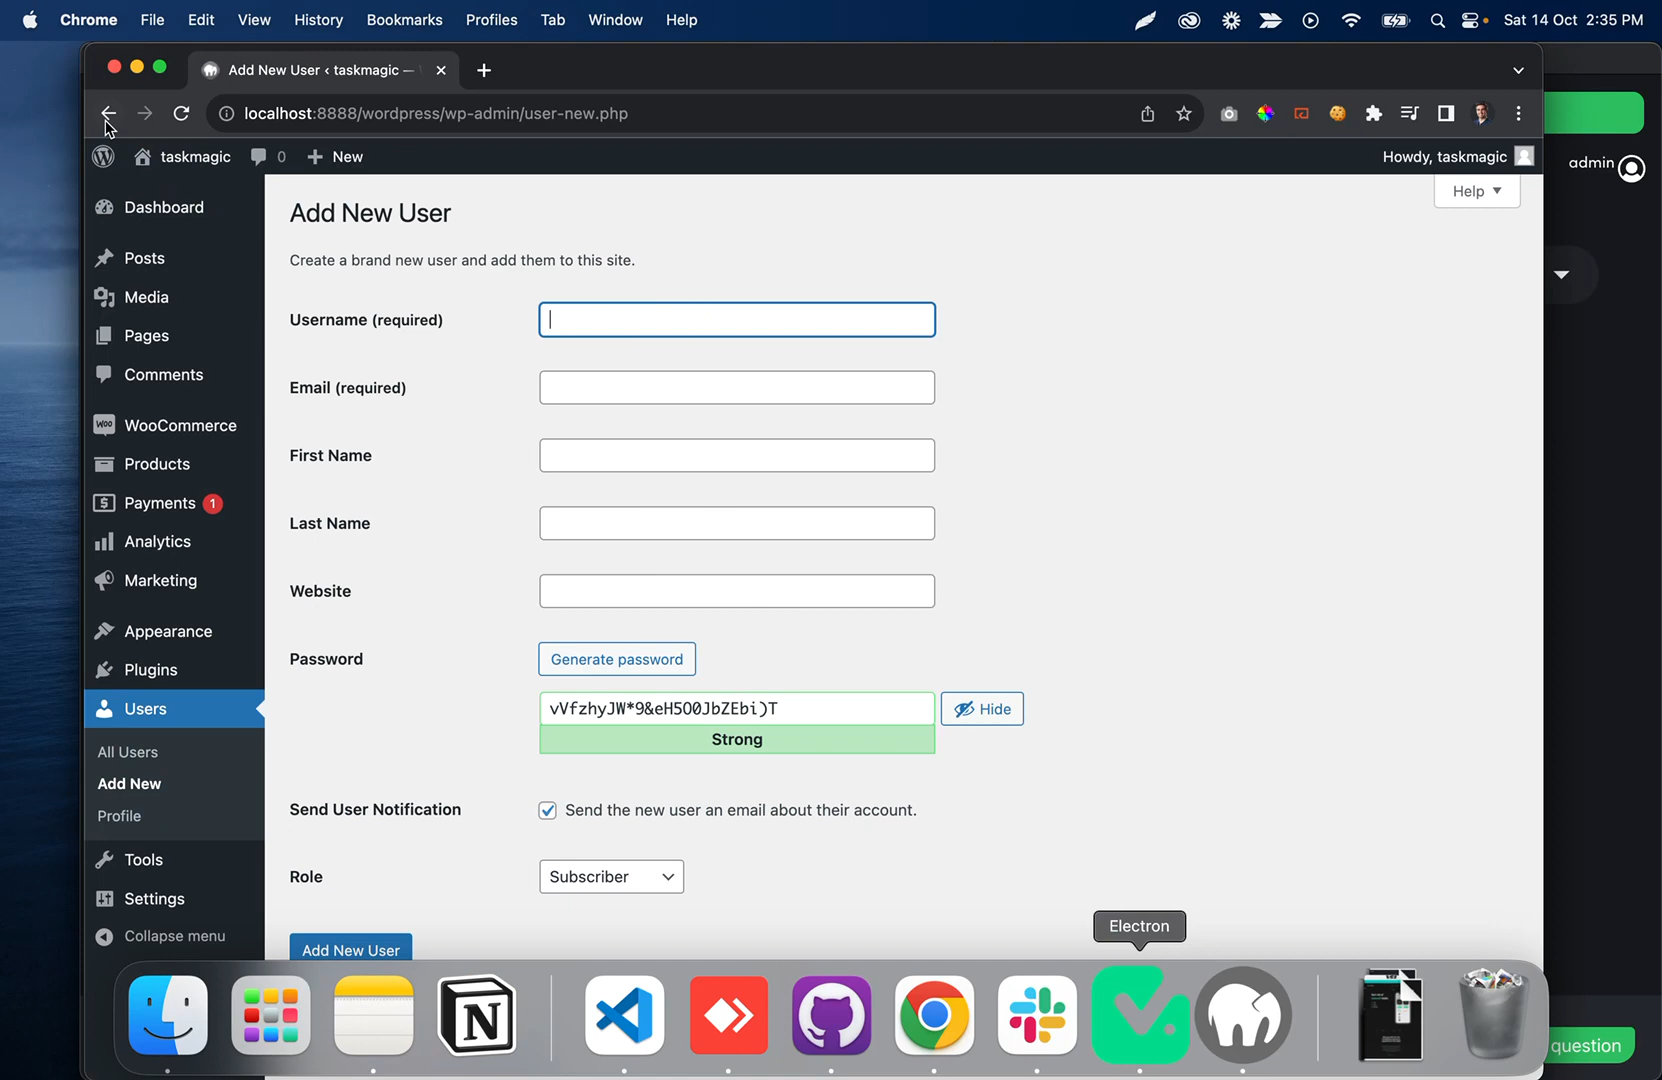 Chrome File Edit View History Bookmarks Profiles Tab Window Help Sat 14 Oct 2:35 PM
Add New User ‹ taskmagic —
localhost:8888/wordpress/wp-admin/user-new.php
taskmagic 0 New Howdy, taskmagic
admin
Help
Dashboard
Posts
Media
Pages
Comments
WOO WooCommerce
Products
Payments 1
Analytics
Marketing
Appearance
Plugins
Users
All Users
Add New
Profile
Tools
Settings
Collapse menu
Add New User
Create a brand new user and add them to this site.
Username (required)
Email (required)
First Name
Last Name
Website
Password Generate password
vVfzhyJW*9&eH5O0JbZEbi)T Hide
Strong
Send User Notification Send the new user an email about their account.
Role Subscriber
Add New User
Electron
question